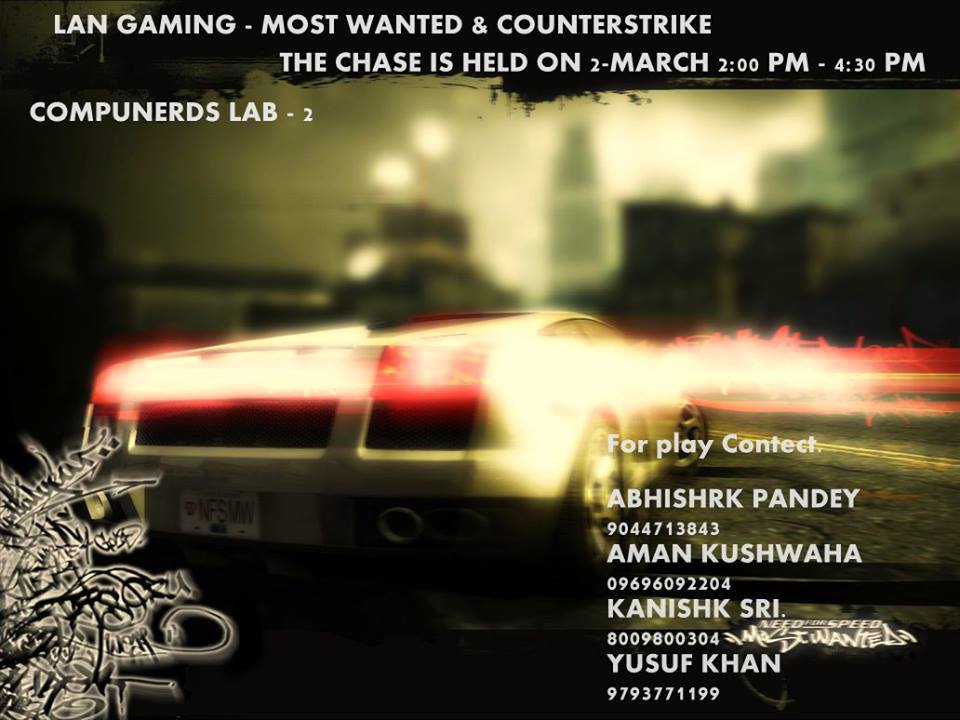 LAN GAMING - MOST WANTED & COUNTERSTRIKE
THE CHASE IS HELD ON 2-MARCH 2:00 PM - 4:30 PM
COMPUNERDS LAB - 2
NFSMW
For play Contect.
ABHISHRK PANDEY
9044713843
AMAN KUSHWAHA
09696092204
KANISHK SRI.
8009800304
NEED FOR SPEED
MOST WANTED
YUSUF KHAN
9793771199